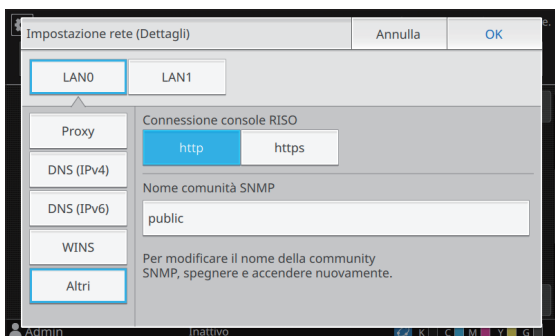 Impostazione rete (Dettagli)
Annulla
OK
LAN0
LAN1
Proxy
DNS (IPv4)
DNS (IPv6)
WINS
Altri
Connessione console RISO
http
https
Nome comunità SNMP
public
Per modificare il nome della community
SNMP, spegnere e accendere nuovamente.
Admin
Inattivo
K C M Y G